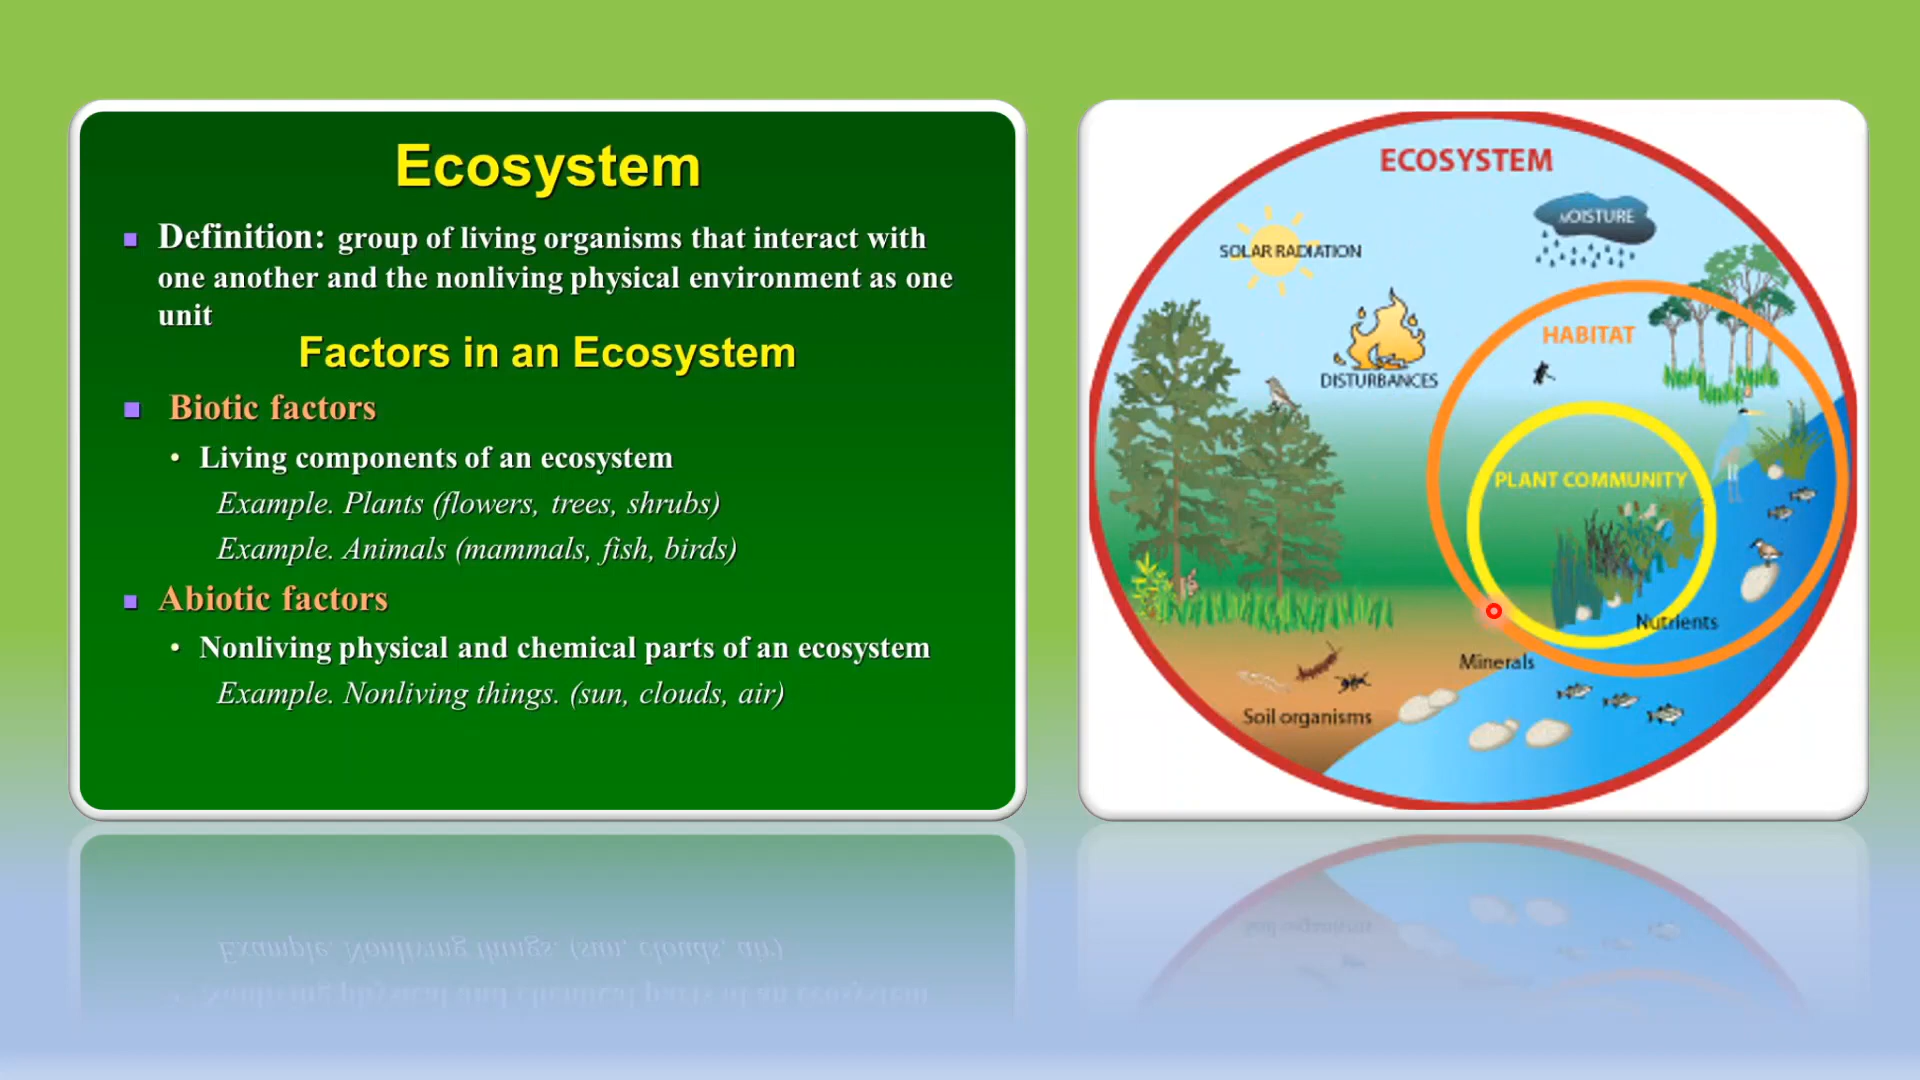 Ecosystem
Definition: group of living organisms that interact with
one another and the nonliving physical environment as one
unit
Factors in an Ecosystem
Biotic factors
Living components of an ecosystem
Example. Plants (flowers, trees, shrubs)
Example. Animals (mammals, fish, birds)
Abiotic factors
Nonliving physical and chemical parts of an ecosystem
Example. Nonliving things. (sun, clouds, air)
ECOSYSTEM
MOISTURE
SOLAR RADIATION
HABITAT
DISTURBANCES
PLANT COMMUNITY
Nutrients
Minerals
Soil organisms